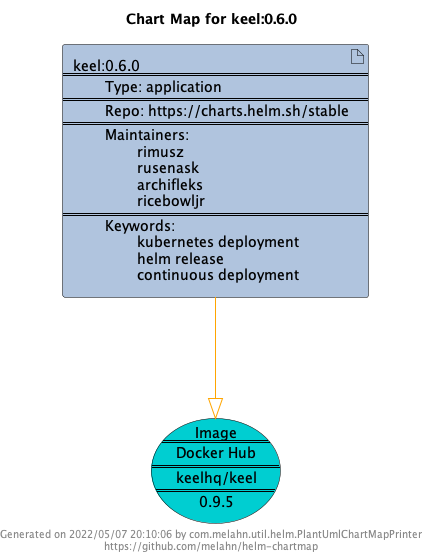 Chart Map for keel:0.6.0
keel:0.6.0
Type: application
Repo: https://charts.helm.sh/stable
Maintainers:
rimusz
rusenask
archifleks
ricebowljr
Keywords:
kubernetes deployment
helm release
continuous deployment
Image
Docker Hub
keelhq/keel
0.9.5
Generated on 2022/05/07 20:10:06 by com.melahn.util.helm.PlantUmlChartMapPrinter
https://github.com/melahn/helm-chartmap